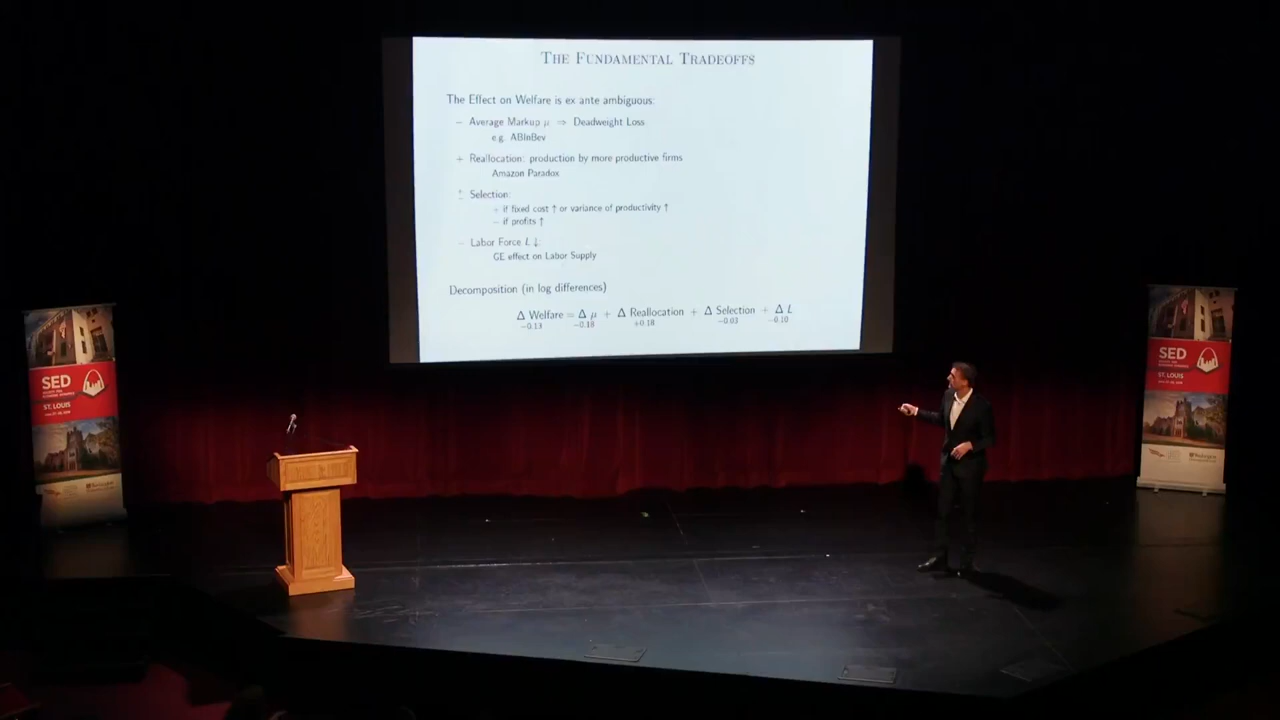 THE FUNDAMENTAL TRADEOFFS
The Effect on Welfare is ex ante ambiguous:
− Average Markup μ ⇒ Deadweight Loss
e.g. ABInBev
+ Reallocation: production by more productive firms
Amazon Paradox
± Selection:
+ if fixed cost ↑ or variance of productivity ↑
− if profits ↑
− Labor Force L ↓:
GE effect on Labor Supply
Decomposition (in log differences)
Δ Welfare = Δ μ + Δ Reallocation + Δ Selection + Δ L
−0.13 −0.18 +0.18 −0.03 −0.10
SED
ST. LOUIS
SED
ST. LOUIS